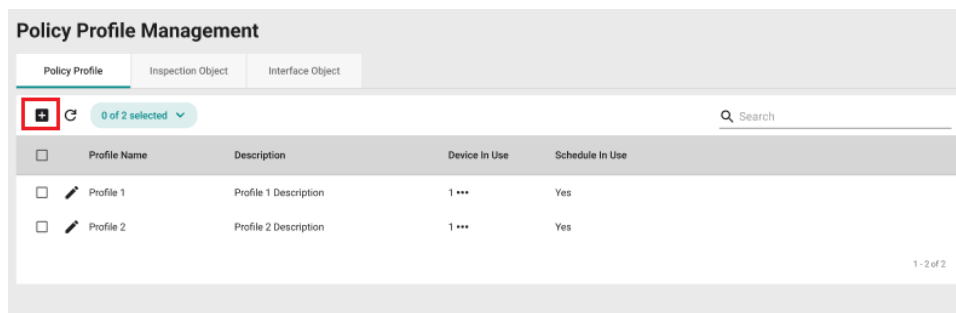 Policy Profile Management
Policy Profile Inspection Object Interface Object
0 of 2 selected Search
Profile Name Description Device In Use Schedule In Use
Profile 1 Profile 1 Description 1 ••• Yes
Profile 2 Profile 2 Description 1 ••• Yes
1 - 2 of 2